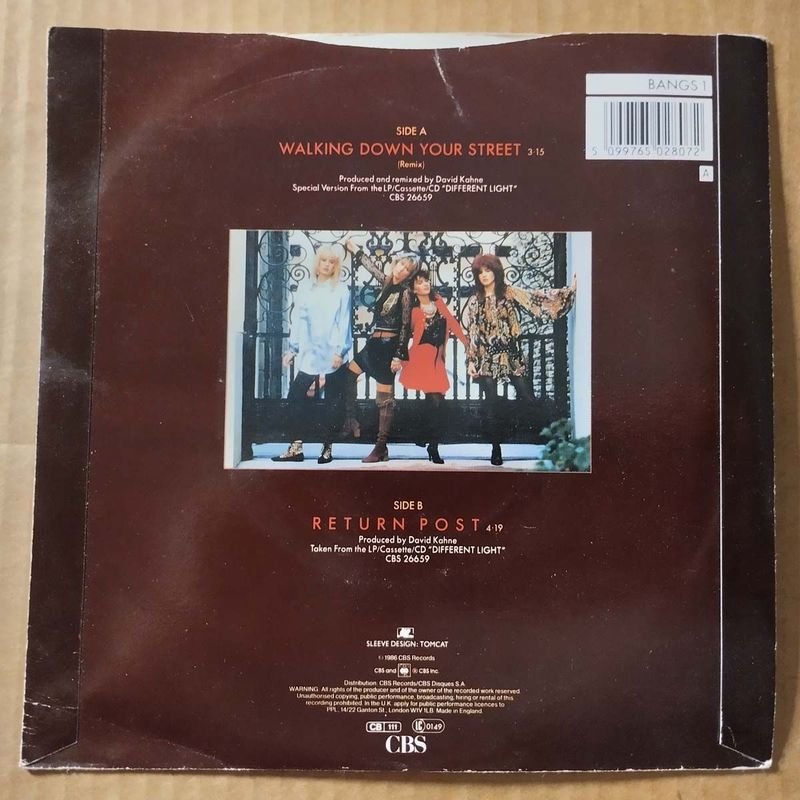 BANGS 1
5 099765 028072
A
SIDE A
WALKING DOWN YOUR STREET 3·15
(Remix)
Produced and remixed by David Kahne
Special Version From the LP/Cassette/CD "DIFFERENT LIGHT"
CBS 26659
SIDE B
RETURN POST 4·19
Produced by David Kahne
Taken From the LP/Cassette/CD "DIFFERENT LIGHT"
CBS 26659
SLEEVE DESIGN: TOMCAT
© 1986 CBS Records
CBS and ® CBS Inc.
Distribution: CBS Records/CBS Disques S.A
WARNING: All rights of the producer and of the owner of the recorded work reserved.
Unauthorised copying, public performance, broadcasting, hiring or rental of this
recording prohibited. In the U.K. apply for public performance licences to
PPL, 14/22 Ganton St., London W1V 1LB. Made in England.
CB 111 LC 0149
CBS